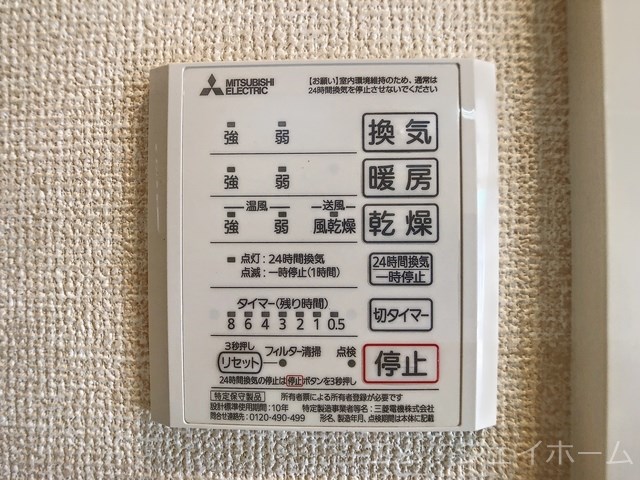 MITSUBISHI
ELECTRIC
【お願い】室内環境維持のため、通常は
24時間換気を停止させないでください
強 弱 換気
強 弱 暖房
温風 送風
強 弱 風乾燥 乾燥
点灯:24時間換気
点滅:一時停止(1時間)
24時間換気
一時停止
タイマー(残り時間)
8 6 4 3 2 1 0.5
切タイマー
3秒押し
リセット フィルター清掃 点検
停止
24時間換気の停止は停止ボタンを3秒押し
特定保守製品 所有者票による所有者登録が必要です
設計標準使用期間:10年 特定製造事業者等名:三菱電機株式会社
問合せ連絡先:0120-490-499 形名、製造年月、点検期間は本体に記載
エイホーム